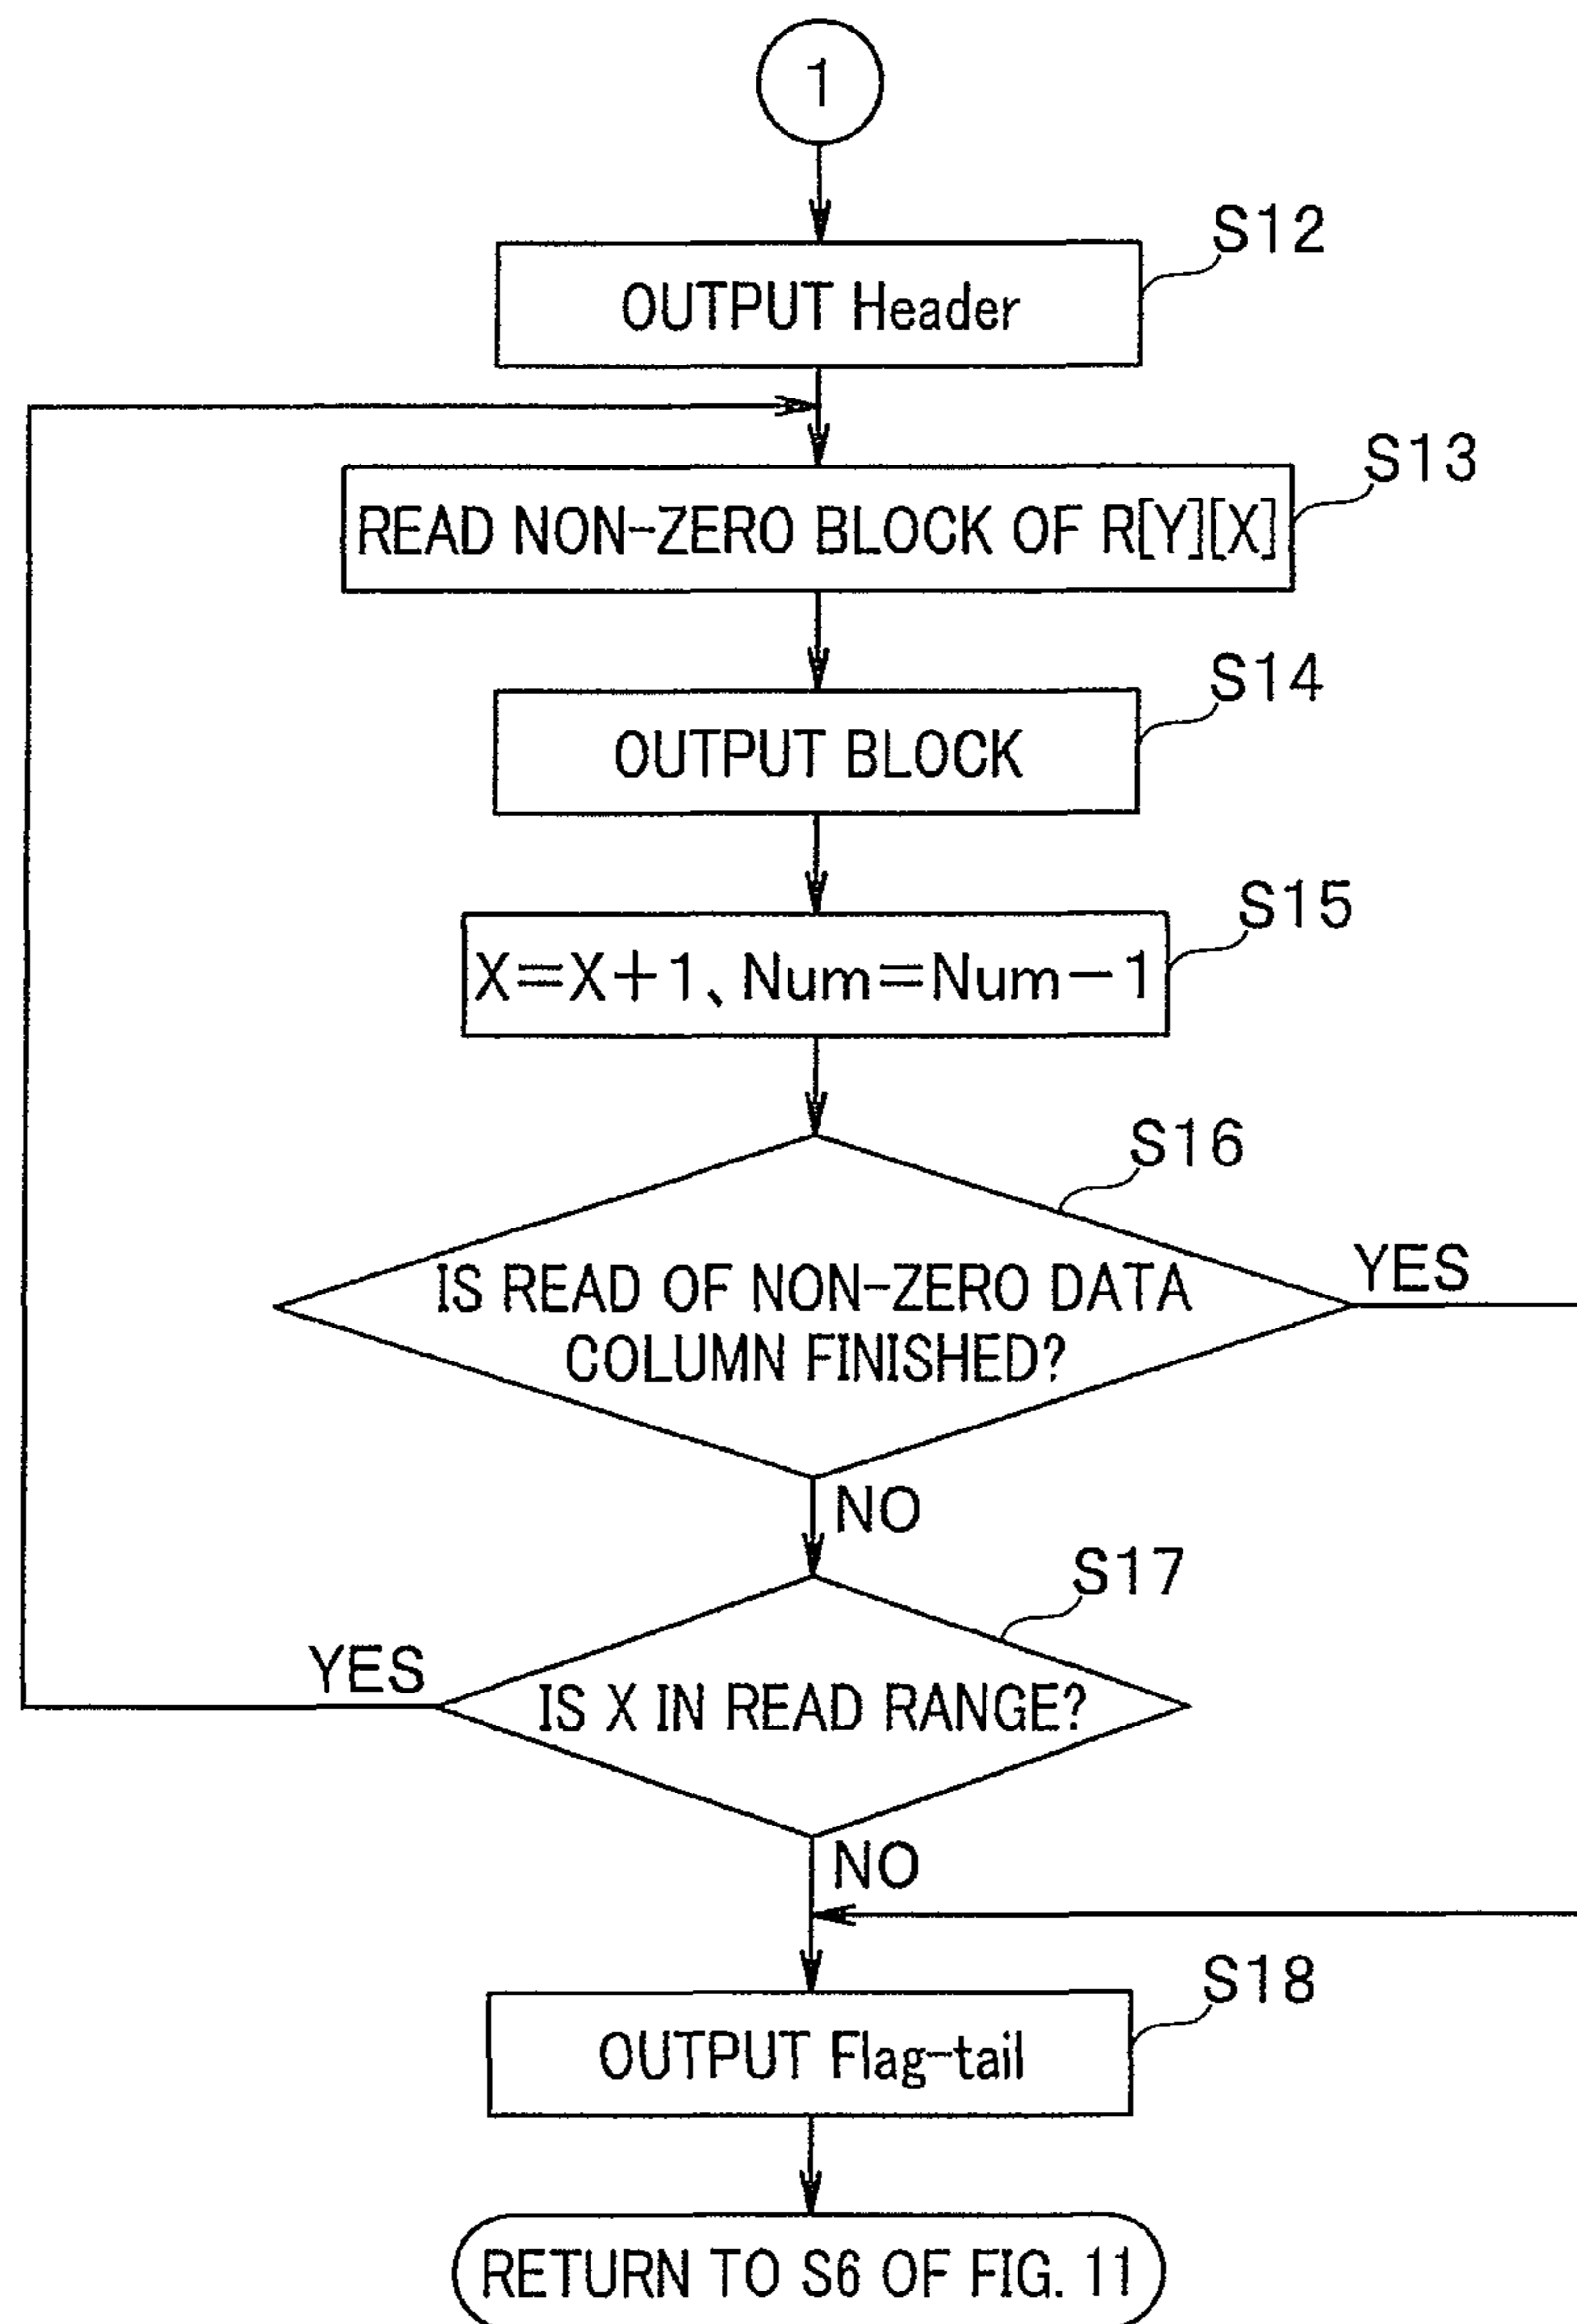 1
S12
OUTPUT Header
S13
READ NON-ZERO BLOCK OF R[Y][X]
S14
OUTPUT BLOCK
S15
X=X+1、Num=Num-1
S16
IS READ OF NON-ZERO DATA
COLUMN FINISHED?
YES
NO
S17
YES
IS X IN READ RANGE?
NO
S18
OUTPUT Flag-tail
RETURN TO S6 OF FIG. 11